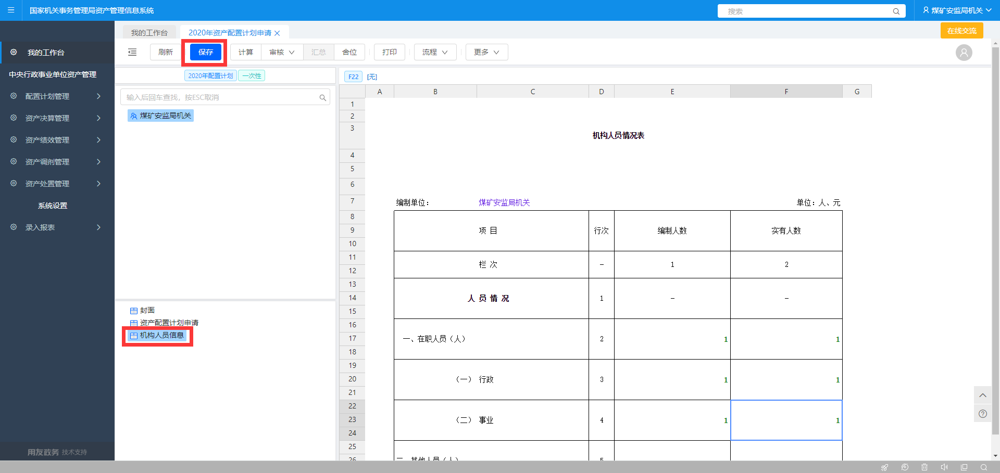 国家机关事务管理局资产管理信息系统
搜索
煤矿安监局机关
我的工作台
2020年资产配置计划申请
在线交流
刷新 保存 计算 审核 汇总 舍位 打印 流程 更多
我的工作台
中央行政事业单位资产管理
配置计划管理
资产决算管理
资产绩效管理
资产调剂管理
资产处置管理
系统设置
录入报表
用友政务 技术支持
2020年配置计划 一次性
输入后回车查找，按ESC取消
煤矿安监局机关
封面
资产配置计划申请
机构人员信息
F22 [无]
A B C D E F G
1
2
3
机构人员情况表
4
5
6
7 编制单位： 煤矿安监局机关 单位：人、元
8
9 项 目 行次 编制人数 实有人数
10
11
12 栏 次 － 1 2
13
14 人 员 情 况 1 － －
15
16
17 一、在职人员（人） 2 1 1
18
19
20 （一） 行政 3 1 1
21
22
23 （二） 事业 4 1 1
24
25
26 二、其他人员（人） 5